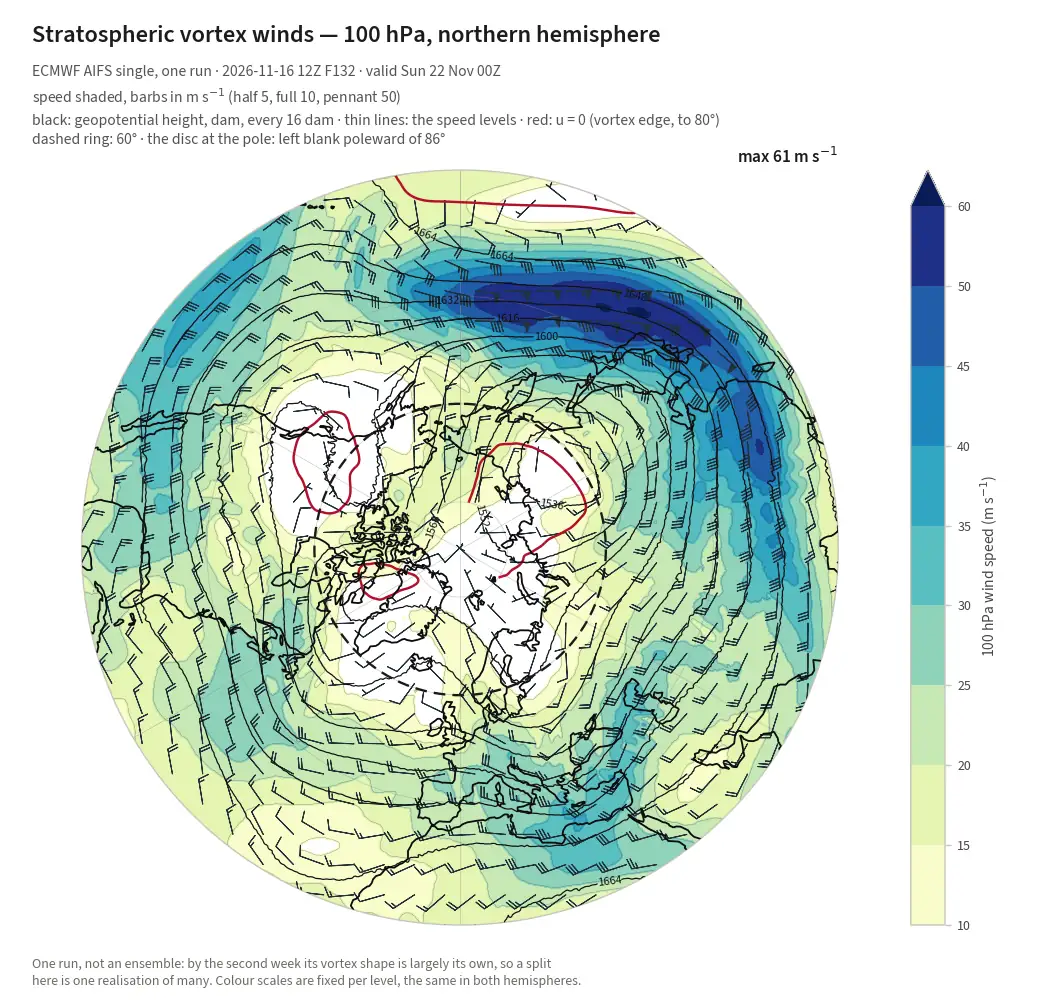 Stratospheric vortex winds — 100 hPa, northern hemisphere
ECMWF AIFS single, one run · 2026-11-16 12Z F132 · valid Sun 22 Nov 00Z
speed shaded, barbs in m s⁻¹ (half 5, full 10, pennant 50)
black: geopotential height, dam, every 16 dam · thin lines: the speed levels · red: u = 0 (vortex edge, to 80°)
dashed ring: 60° · the disc at the pole: left blank poleward of 86°
max 61 m s⁻¹
1664
1664
1632
1648
1616
1600
1536
1664
60
50
45
40
35
30
25
20
15
10
100 hPa wind speed (m s⁻¹)
One run, not an ensemble: by the second week its vortex shape is largely its own, so a split
here is one realisation of many. Colour scales are fixed per level, the same in both hemispheres.